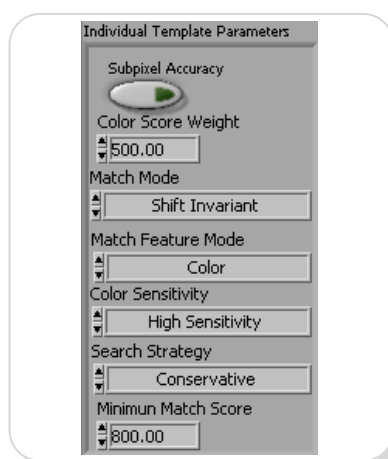 Individual Template Parameters
Subpixel Accuracy
Color Score Weight
500.00
Match Mode
Shift Invariant
Match Feature Mode
Color
Color Sensitivity
High Sensitivity
Search Strategy
Conservative
Minimun Match Score
800.00